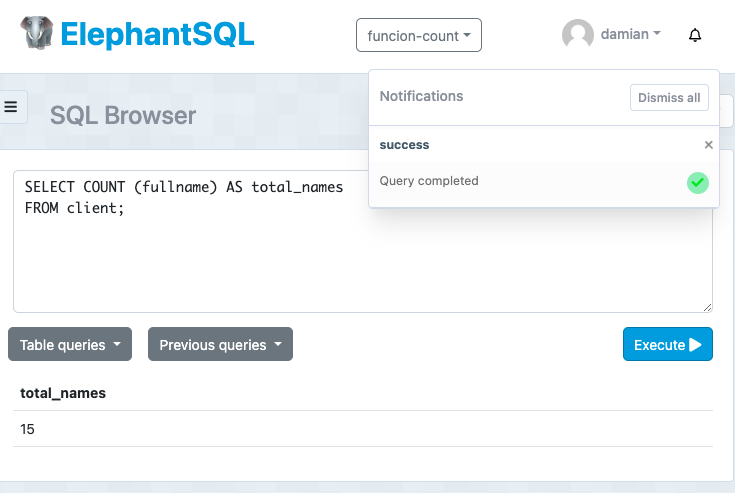 ElephantSQL
funcion-count
damian
Notifications
Dismiss all
success
×
Query completed
SQL Browser
SELECT COUNT (fullname) AS total_names
FROM client;
Table queries
Previous queries
Execute
total_names
15